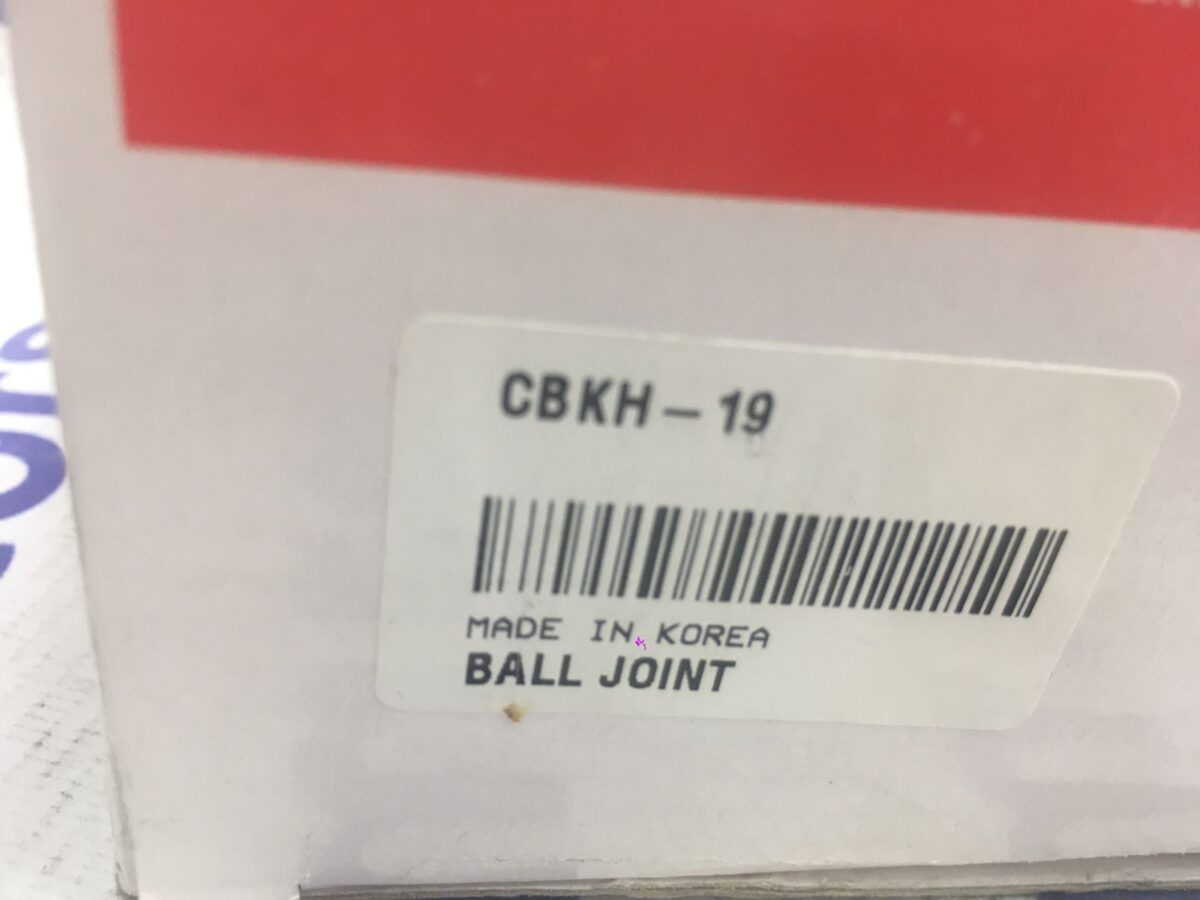 CBKH-19
MADE IN KOREA
BALL JOINT